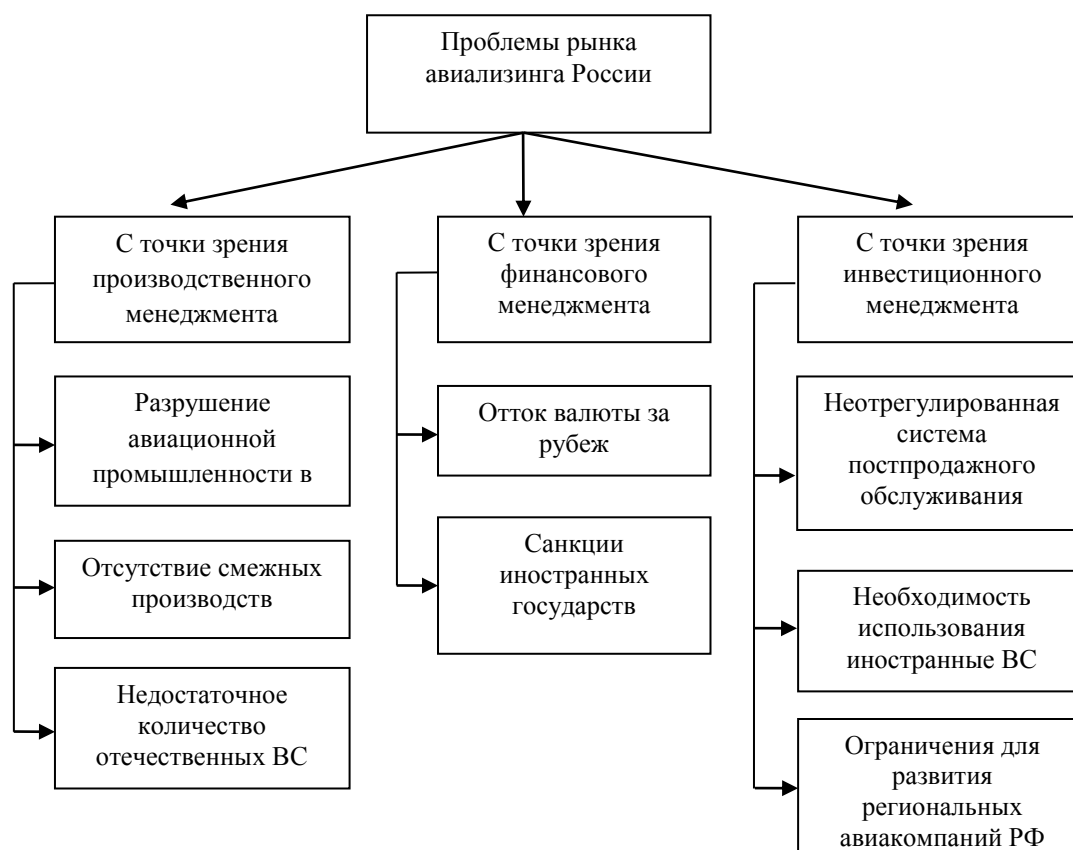 Проблемы рынка
авиализинга России
С точки зрения
производственного
менеджмента
Разрушение
авиационной
промышленности в
Отсутствие смежных
производств
Недостаточное
количество
отечественных ВС
С точки зрения
финансового
менеджмента
Отток валюты за
рубеж
Санкции
иностранных
государств
С точки зрения
инвестиционного
менеджмента
Неотрегулированная
система
постпродажного
обслуживания
Необходимость
использования
иностранные ВС
Ограничения для
развития
региональных
авиакомпаний РФ